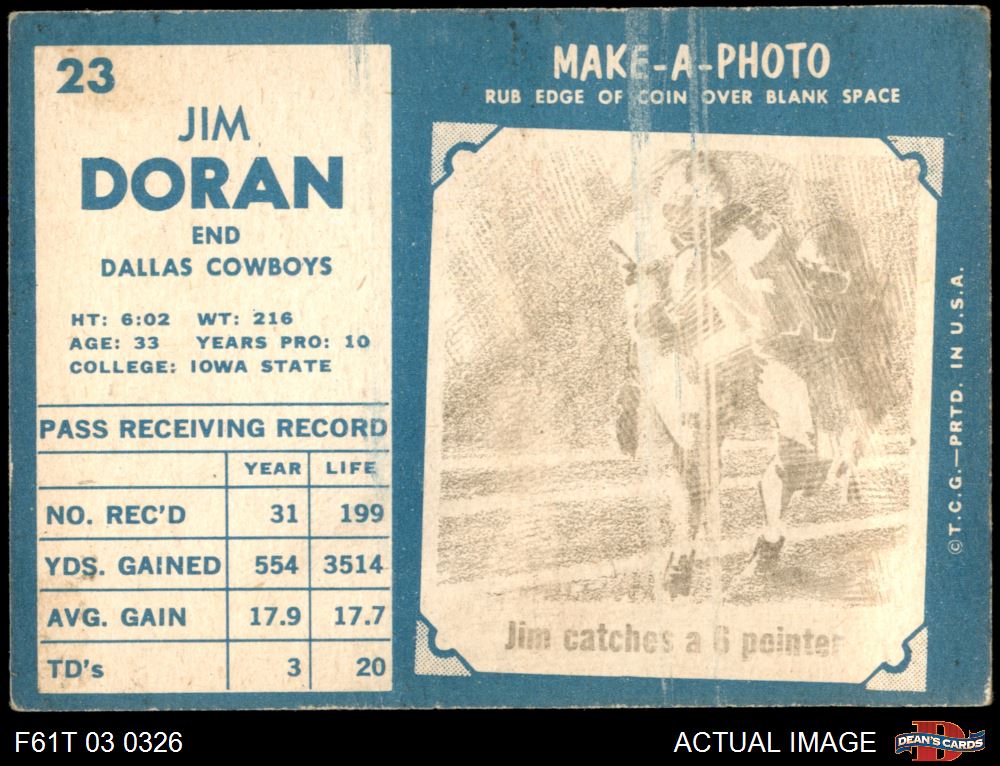 23
JIM
DORAN
END
DALLAS COWBOYS
HT: 6:02 WT: 216
AGE: 33 YEARS PRO: 10
COLLEGE: IOWA STATE
PASS RECEIVING RECORD
YEAR LIFE
NO. REC'D 31 199
YDS. GAINED 554 3514
AVG. GAIN 17.9 17.7
TD's 3 20
MAKE-A-PHOTO
RUB EDGE OF COIN OVER BLANK SPACE
Jim catches a 6 pointer
©T.C.G.—PRTD. IN U.S.A.
F61T 03 0326
ACTUAL IMAGE
DEAN'S CARDS